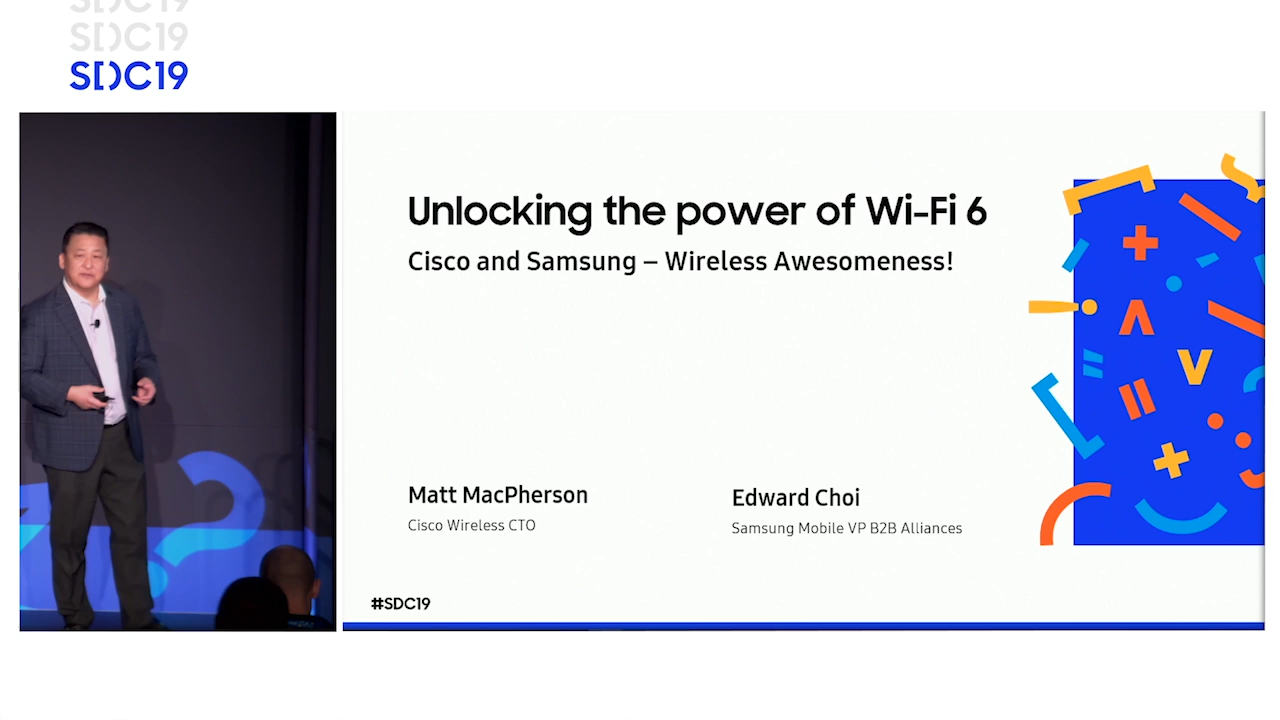 SDC19
SDC19
SDC19
Unlocking the power of Wi-Fi 6
Cisco and Samsung – Wireless Awesomeness!
Matt MacPherson
Cisco Wireless CTO
Edward Choi
Samsung Mobile VP B2B Alliances
#SDC19